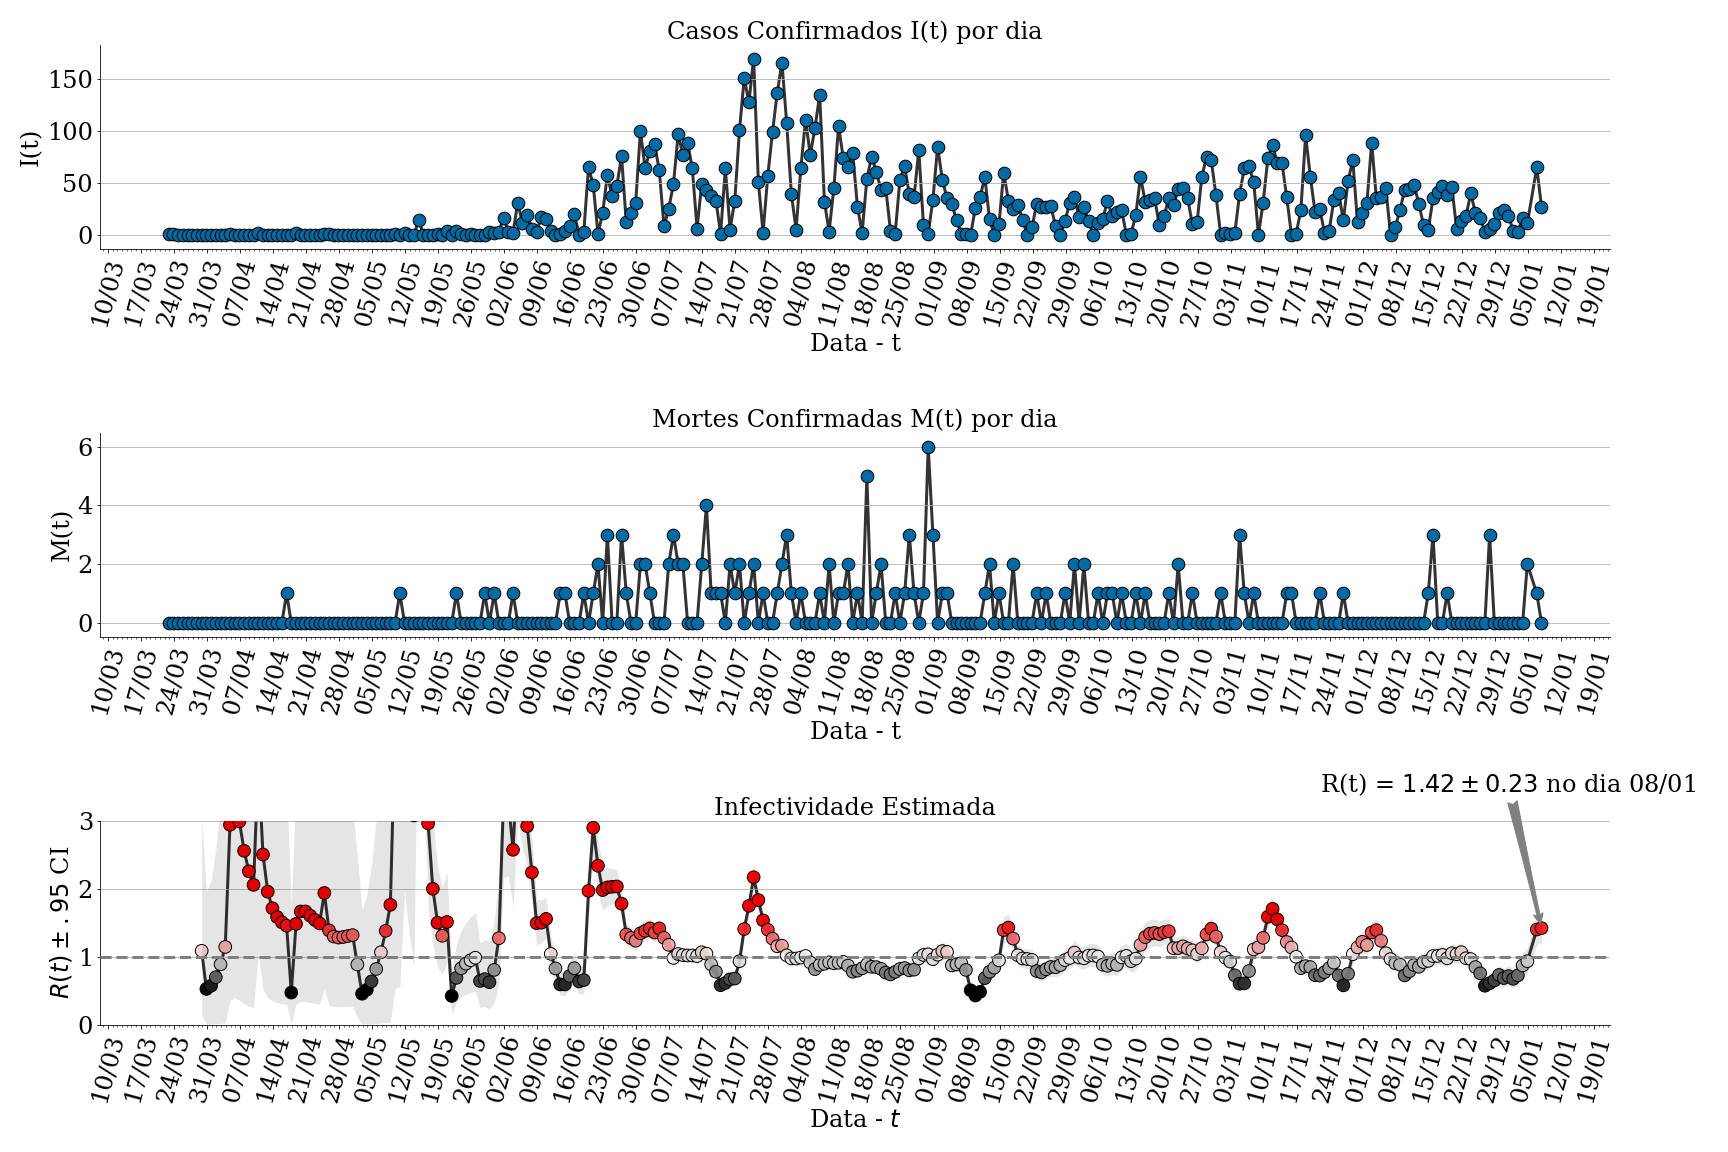 Casos Confirmados I(t) por dia
I(t)
150
100
50
0
10/03 17/03 24/03 31/03 07/04 14/04 21/04 28/04 05/05 12/05 19/05 26/05 02/06 09/06 16/06 23/06 30/06 07/07 14/07 21/07 28/07 04/08 11/08 18/08 25/08 01/09 08/09 15/09 22/09 29/09 06/10 13/10 20/10 27/10 03/11 10/11 17/11 24/11 01/12 08/12 15/12 22/12 29/12 05/01 12/01 19/01
Data - t
Mortes Confirmadas M(t) por dia
M(t)
6
4
2
0
10/03 17/03 24/03 31/03 07/04 14/04 21/04 28/04 05/05 12/05 19/05 26/05 02/06 09/06 16/06 23/06 30/06 07/07 14/07 21/07 28/07 04/08 11/08 18/08 25/08 01/09 08/09 15/09 22/09 29/09 06/10 13/10 20/10 27/10 03/11 10/11 17/11 24/11 01/12 08/12 15/12 22/12 29/12 05/01 12/01 19/01
Data - t
R(t) = 1.42 ± 0.23 no dia 08/01
Infectividade Estimada
R(t) ± .95 CI
3
2
1
0
10/03 17/03 24/03 31/03 07/04 14/04 21/04 28/04 05/05 12/05 19/05 26/05 02/06 09/06 16/06 23/06 30/06 07/07 14/07 21/07 28/07 04/08 11/08 18/08 25/08 01/09 08/09 15/09 22/09 29/09 06/10 13/10 20/10 27/10 03/11 10/11 17/11 24/11 01/12 08/12 15/12 22/12 29/12 05/01 12/01 19/01
Data - t